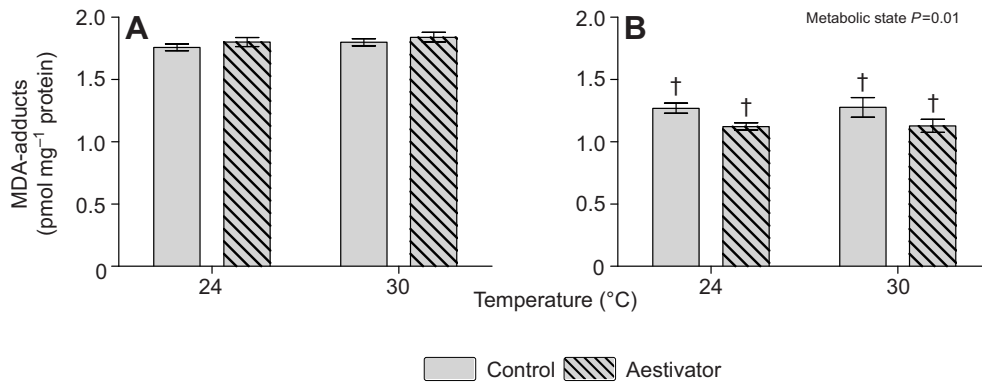 MDA-adducts
(pmol mg⁻¹ protein)
A
2.0
1.5
1.0
0.5
0
24
30
B
Metabolic state P=0.01
2.0
1.5
1.0
0.5
0
†
†
†
†
24
30
Temperature (°C)
Control
Aestivator